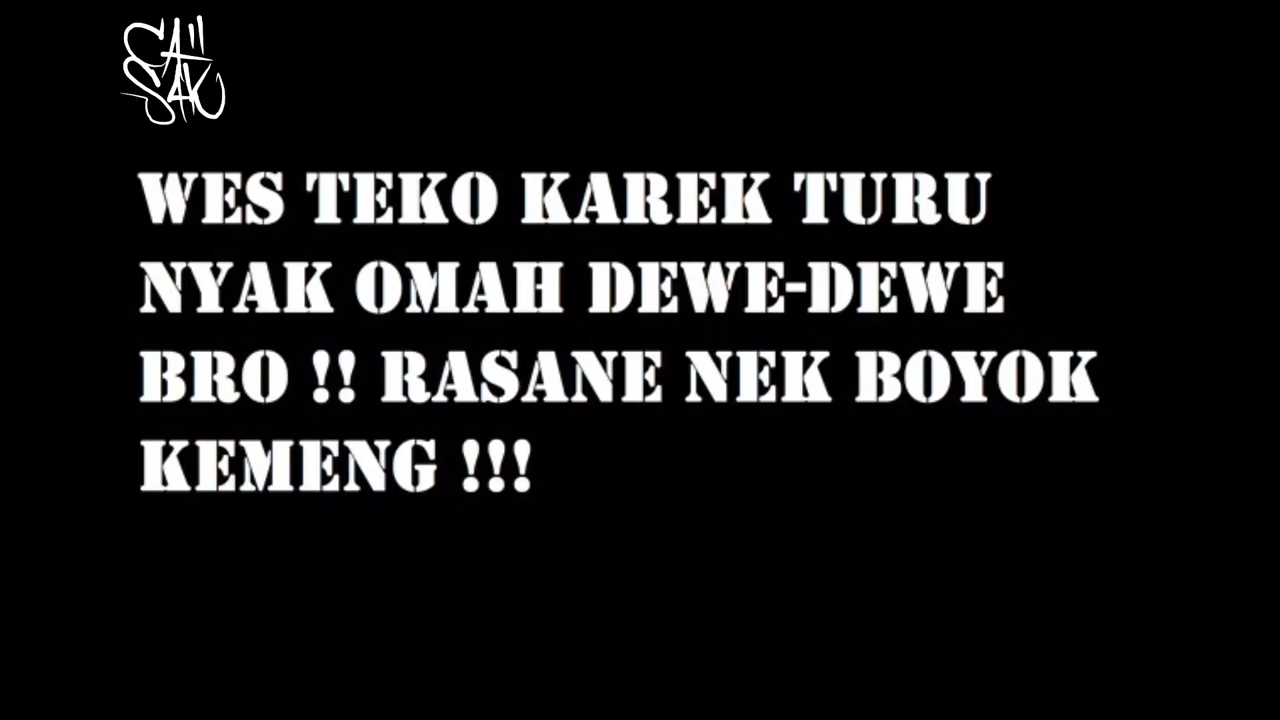 WES TEKO KAREK TURU
NYAK OMAH DEWE-DEWE
BRO !! RASANE NEK BOYOK
KEMENG !!!